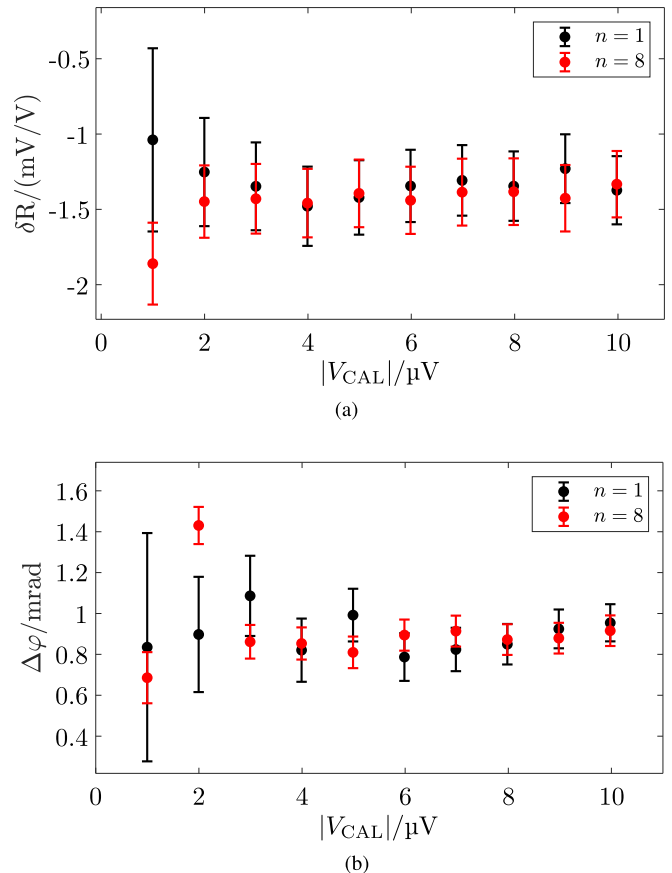 n = 1
n = 8
-0.5
-1
-1.5
-2
δR/(mV/V)
0 2 4 6 8 10
|V_CAL|/µV
(a)
n = 1
n = 8
1.6
1.4
1.2
1
0.8
0.6
0.4
Δφ/mrad
0 2 4 6 8 10
|V_CAL|/µV
(b)